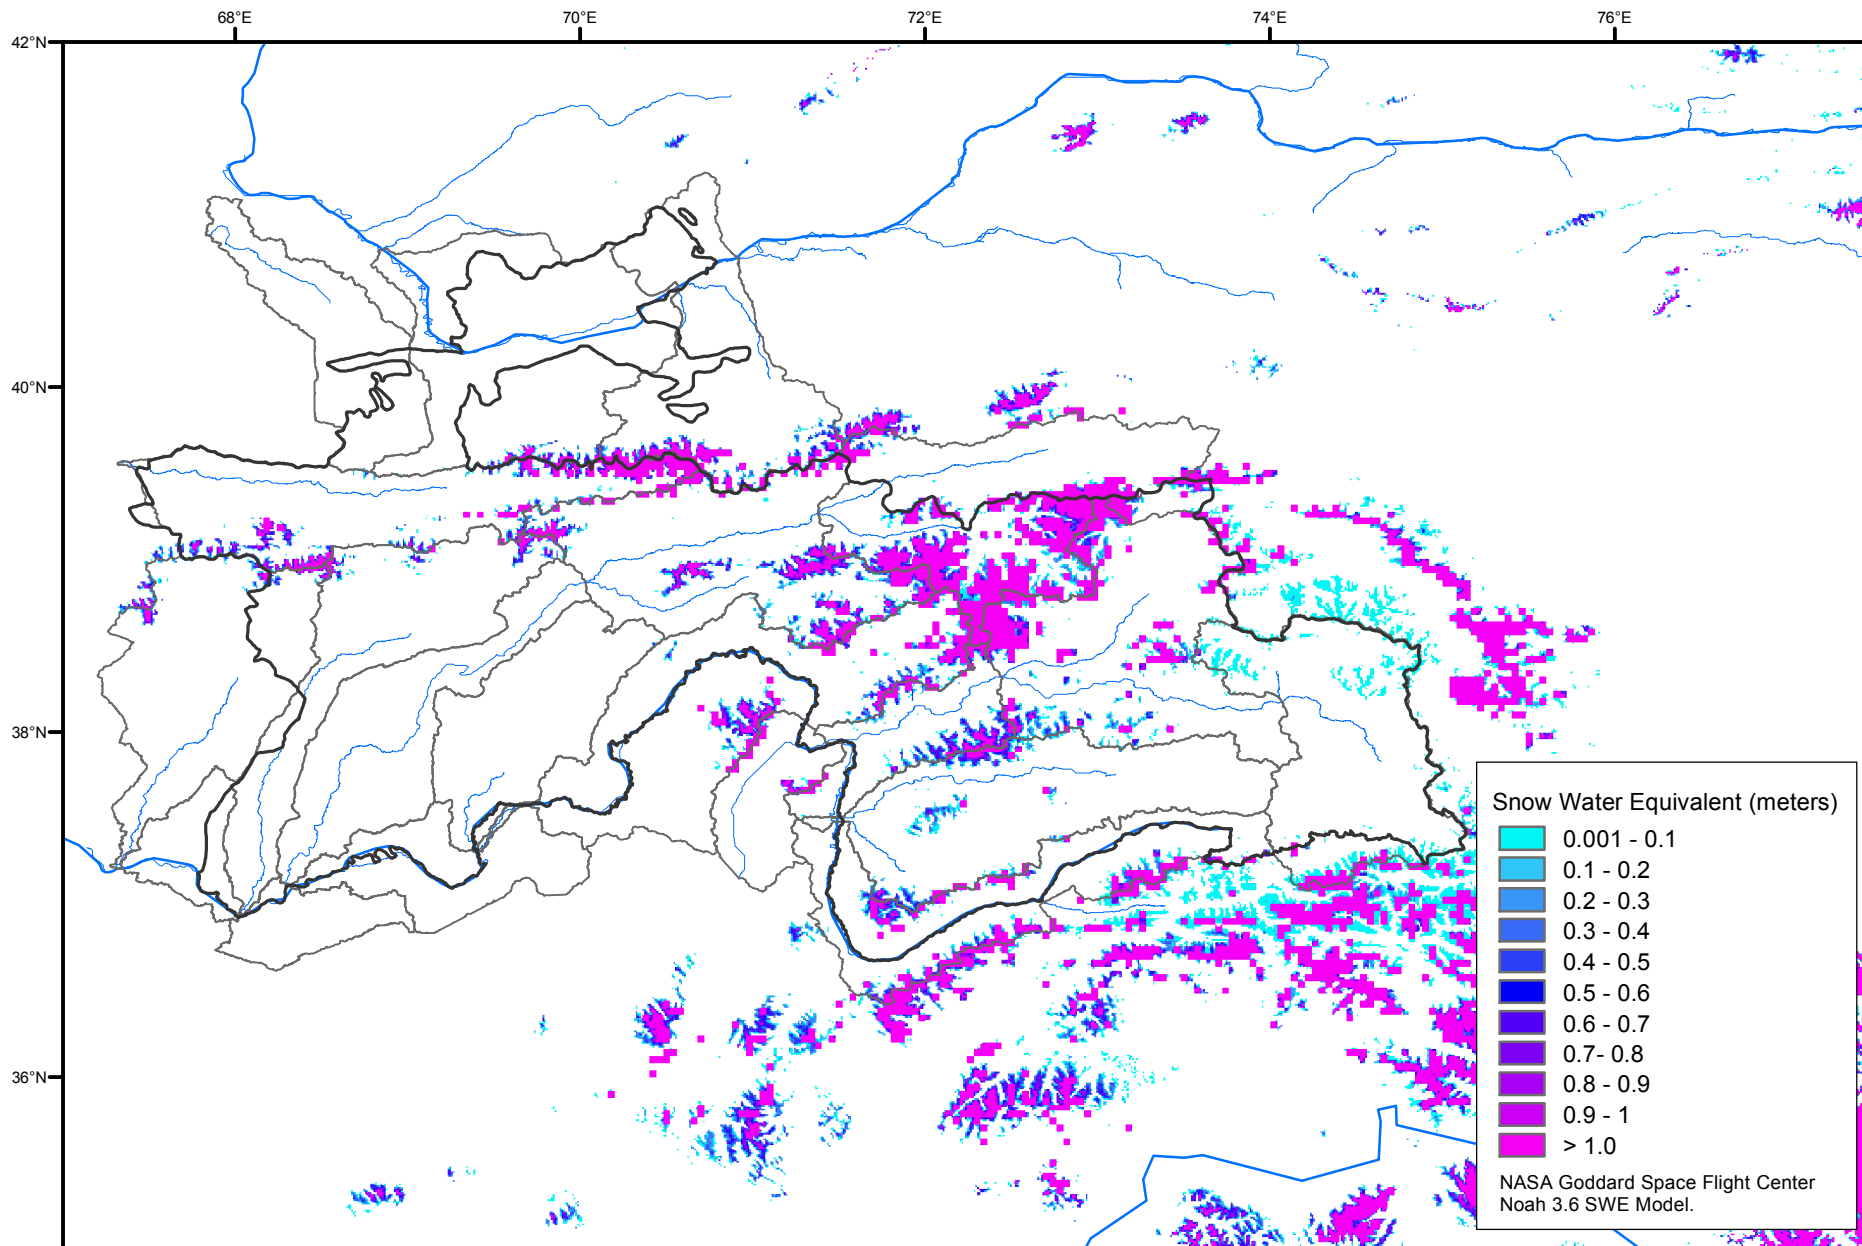 68°E 70°E 72°E 74°E 76°E
42°N
40°N
38°N
36°N
Snow Water Equivalent (meters)
0.001 - 0.1
0.1 - 0.2
0.2 - 0.3
0.3 - 0.4
0.4 - 0.5
0.5 - 0.6
0.6 - 0.7
0.7- 0.8
0.8 - 0.9
0.9 - 1
> 1.0
NASA Goddard Space Flight Center
Noah 3.6 SWE Model.